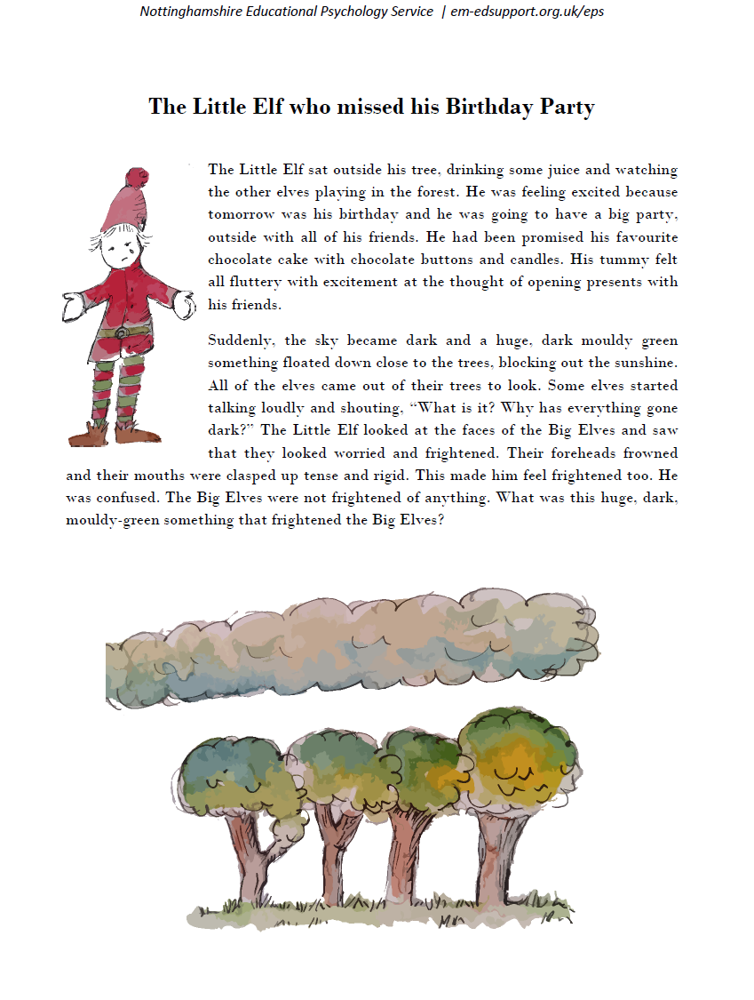 Nottinghamshire Educational Psychology Service | em-edsupport.org.uk/eps
The Little Elf who missed his Birthday Party
The Little Elf sat outside his tree, drinking some juice and watching
the other elves playing in the forest. He was feeling excited because
tomorrow was his birthday and he was going to have a big party,
outside with all of his friends. He had been promised his favourite
chocolate cake with chocolate buttons and candles. His tummy felt
all fluttery with excitement at the thought of opening presents with
his friends.
Suddenly, the sky became dark and a huge, dark mouldy green
something floated down close to the trees, blocking out the sunshine.
All of the elves came out of their trees to look. Some elves started
talking loudly and shouting, “What is it? Why has everything gone
dark?” The Little Elf looked at the faces of the Big Elves and saw
that they looked worried and frightened. Their foreheads frowned
and their mouths were clasped up tense and rigid. This made him feel frightened too. He
was confused. The Big Elves were not frightened of anything. What was this huge, dark,
mouldy-green something that frightened the Big Elves?